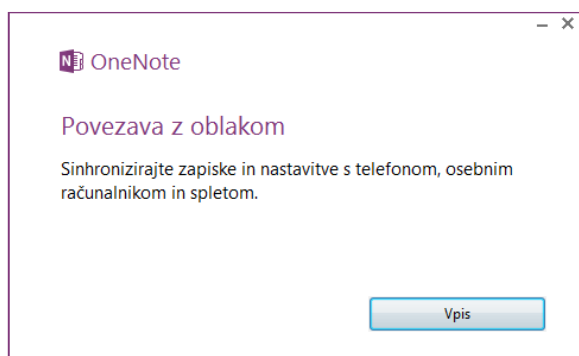 OneNote
Povezava z oblakom
Sinhronizirajte zapiske in nastavitve s telefonom, osebnim
računalnikom in spletom.
Vpis